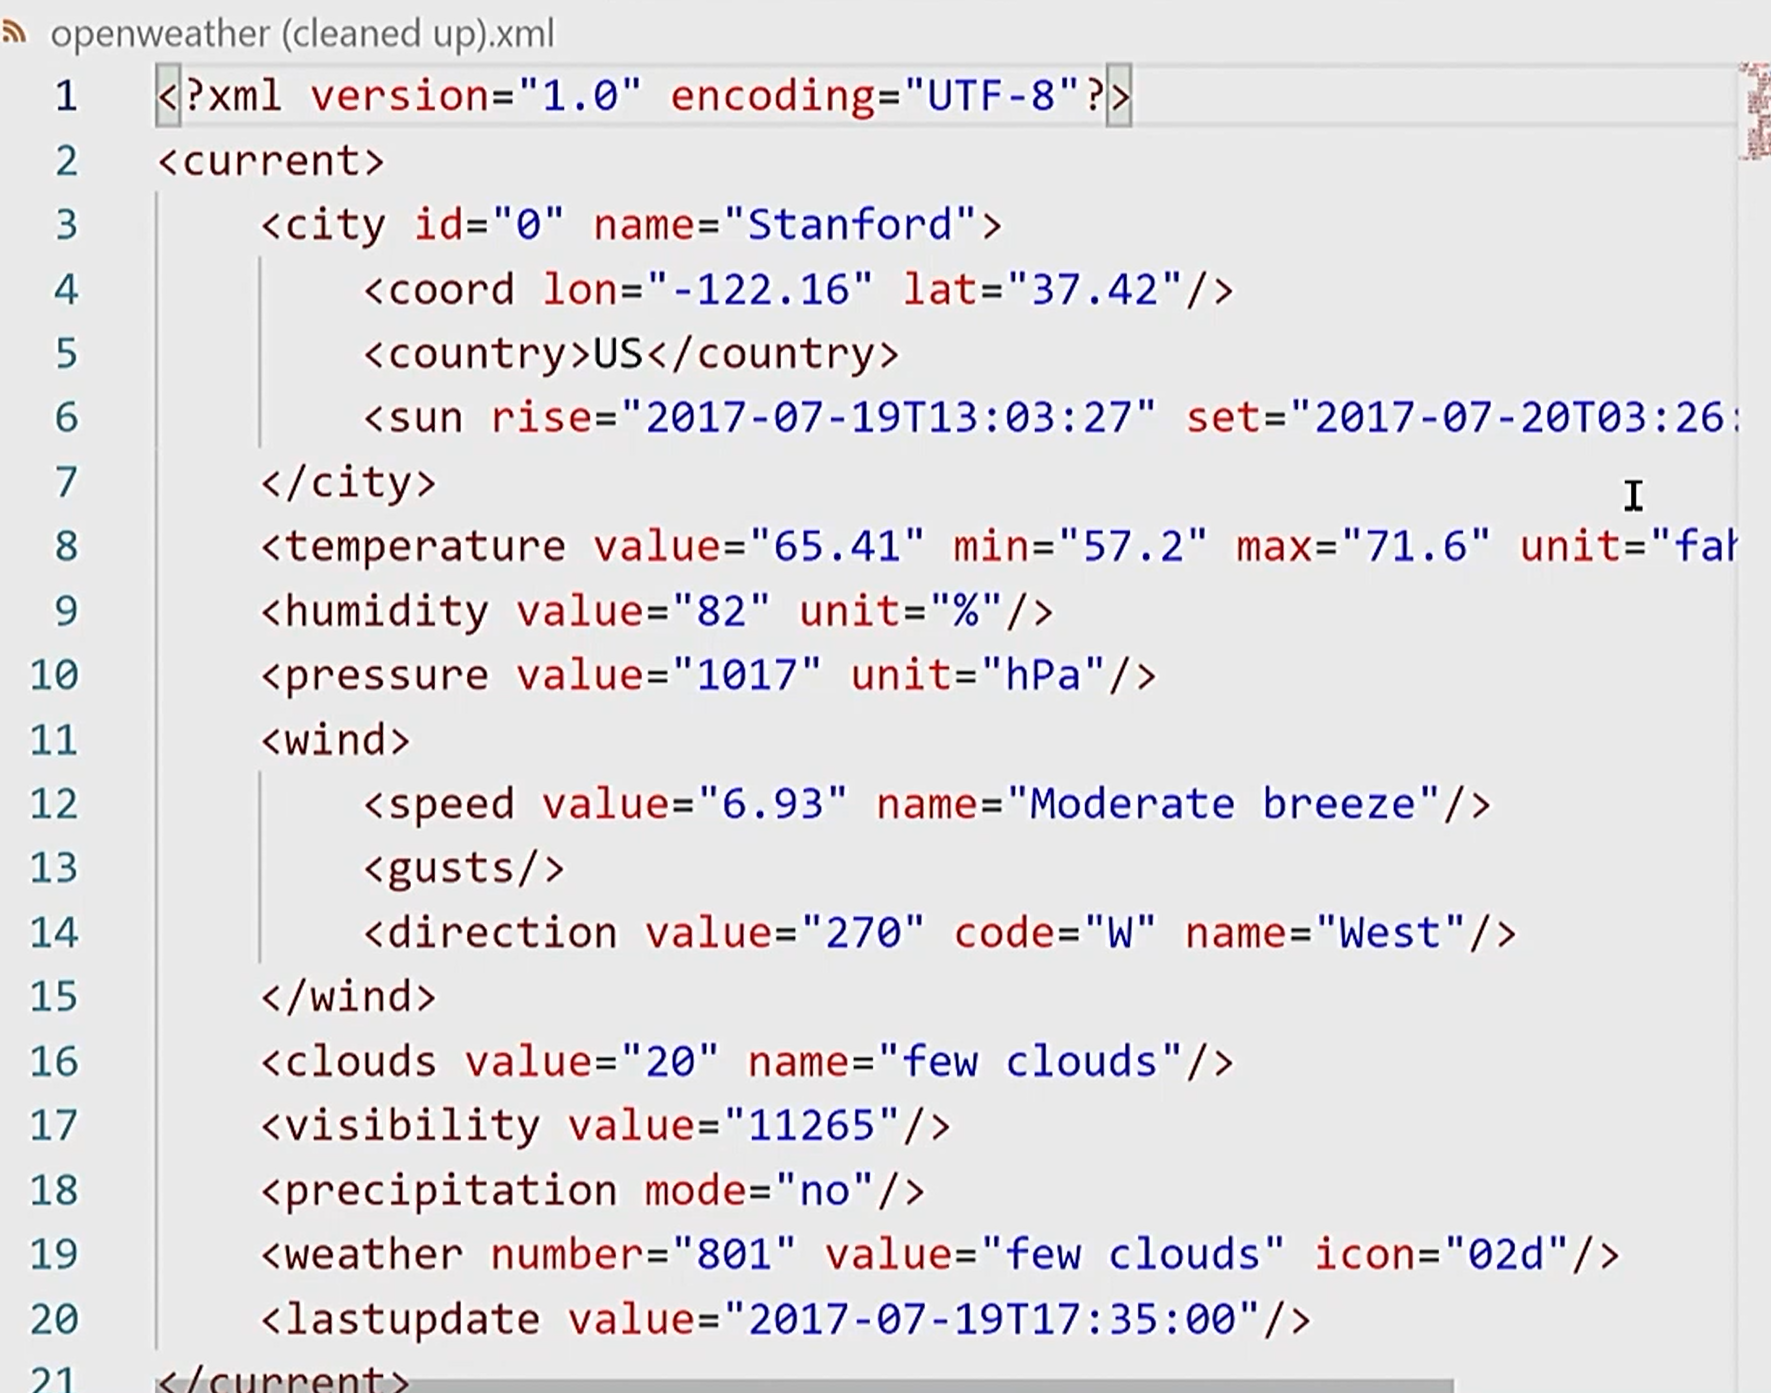 openweather (cleaned up).xml
1 <?xml version="1.0" encoding="UTF-8"?>
2 <current>
3 <city id="0" name="Stanford">
4 <coord lon="-122.16" lat="37.42"/>
5 <country>US</country>
6 <sun rise="2017-07-19T13:03:27" set="2017-07-20T03:26:
7 </city>
8 <temperature value="65.41" min="57.2" max="71.6" unit="fah
9 <humidity value="82" unit="%"/>
10 <pressure value="1017" unit="hPa"/>
11 <wind>
12 <speed value="6.93" name="Moderate breeze"/>
13 <gusts/>
14 <direction value="270" code="W" name="West"/>
15 </wind>
16 <clouds value="20" name="few clouds"/>
17 <visibility value="11265"/>
18 <precipitation mode="no"/>
19 <weather number="801" value="few clouds" icon="02d"/>
20 <lastupdate value="2017-07-19T17:35:00"/>
21 </current>